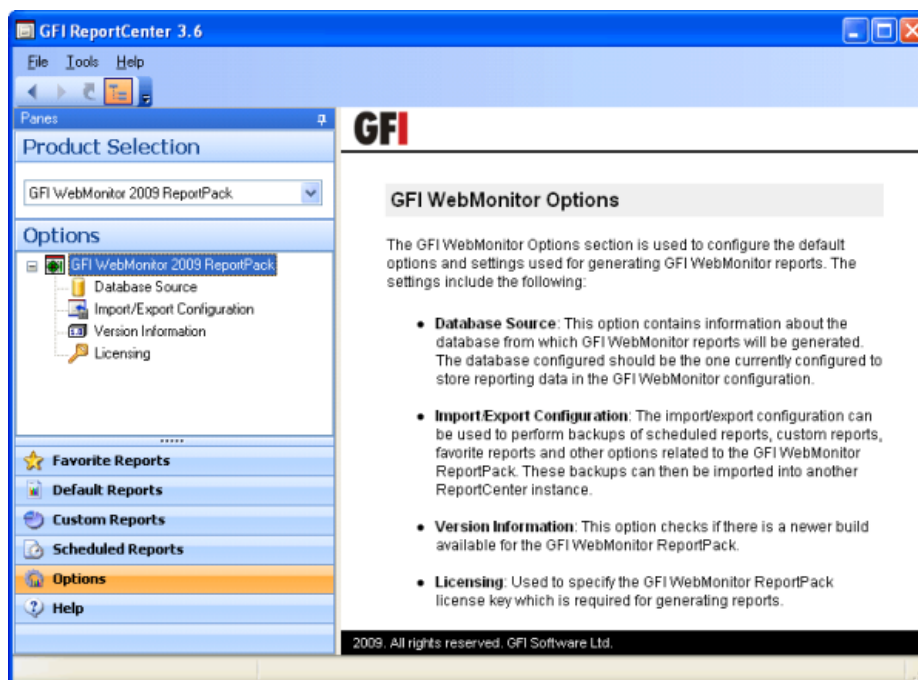 GFI ReportCenter 3.6
File Tools Help
Panes
Product Selection
GFI WebMonitor 2009 ReportPack
Options
GFI WebMonitor 2009 ReportPack
Database Source
Import/Export Configuration
Version Information
Licensing
Favorite Reports
Default Reports
Custom Reports
Scheduled Reports
Options
Help
GFI
GFI WebMonitor Options
The GFI WebMonitor Options section is used to configure the default
options and settings used for generating GFI WebMonitor reports. The
settings include the following:
• Database Source: This option contains information about the
database from which GFI WebMonitor reports will be generated.
The database configured should be the one currently configured to
store reporting data in the GFI WebMonitor configuration.
• Import/Export Configuration: The import/export configuration can
be used to perform backups of scheduled reports, custom reports,
favorite reports and other options related to the GFI WebMonitor
ReportPack. These backups can then be imported into another
ReportCenter instance.
• Version Information: This option checks if there is a newer build
available for the GFI WebMonitor ReportPack.
• Licensing: Used to specify the GFI WebMonitor ReportPack
license key which is required for generating reports.
2009. All rights reserved. GFI Software Ltd.